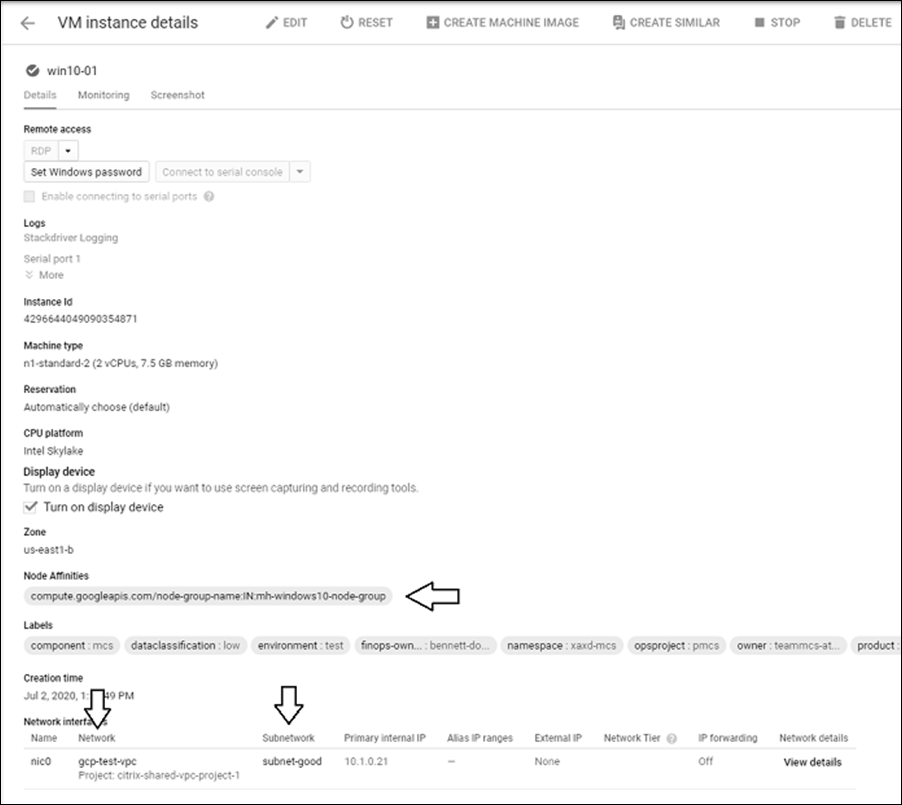 VM instance details EDIT RESET CREATE MACHINE IMAGE CREATE SIMILAR STOP DELETE
win10-01
Details Monitoring Screenshot
Remote access
RDP
Set Windows password Connect to serial console
Enable connecting to serial ports ?
Logs
Stackdriver Logging
Serial port 1
More
Instance Id
4296644049090354871
Machine type
n1-standard-2 (2 vCPUs, 7.5 GB memory)
Reservation
Automatically choose (default)
CPU platform
Intel Skylake
Display device
Turn on a display device if you want to use screen capturing and recording tools.
Turn on display device
Zone
us-east1-b
Node Affinities
compute.googleapis.com/node-group-name:IN:mh-windows10-node-group
Labels
component : mcs dataclassification : low environment : test finops-own... : bennett-do... namespace : xaxd-mcs opsproject : pmcs owner : teammcs-at... product :
Creation time
Jul 2, 2020, 49 PM
Network interfaces
Name Network Subnetwork Primary internal IP Alias IP ranges External IP Network Tier ? IP forwarding Network details
nic0 gcp-test-vpc subnet-good 10.1.0.21 — None Off View details
Project: citrix-shared-vpc-project-1